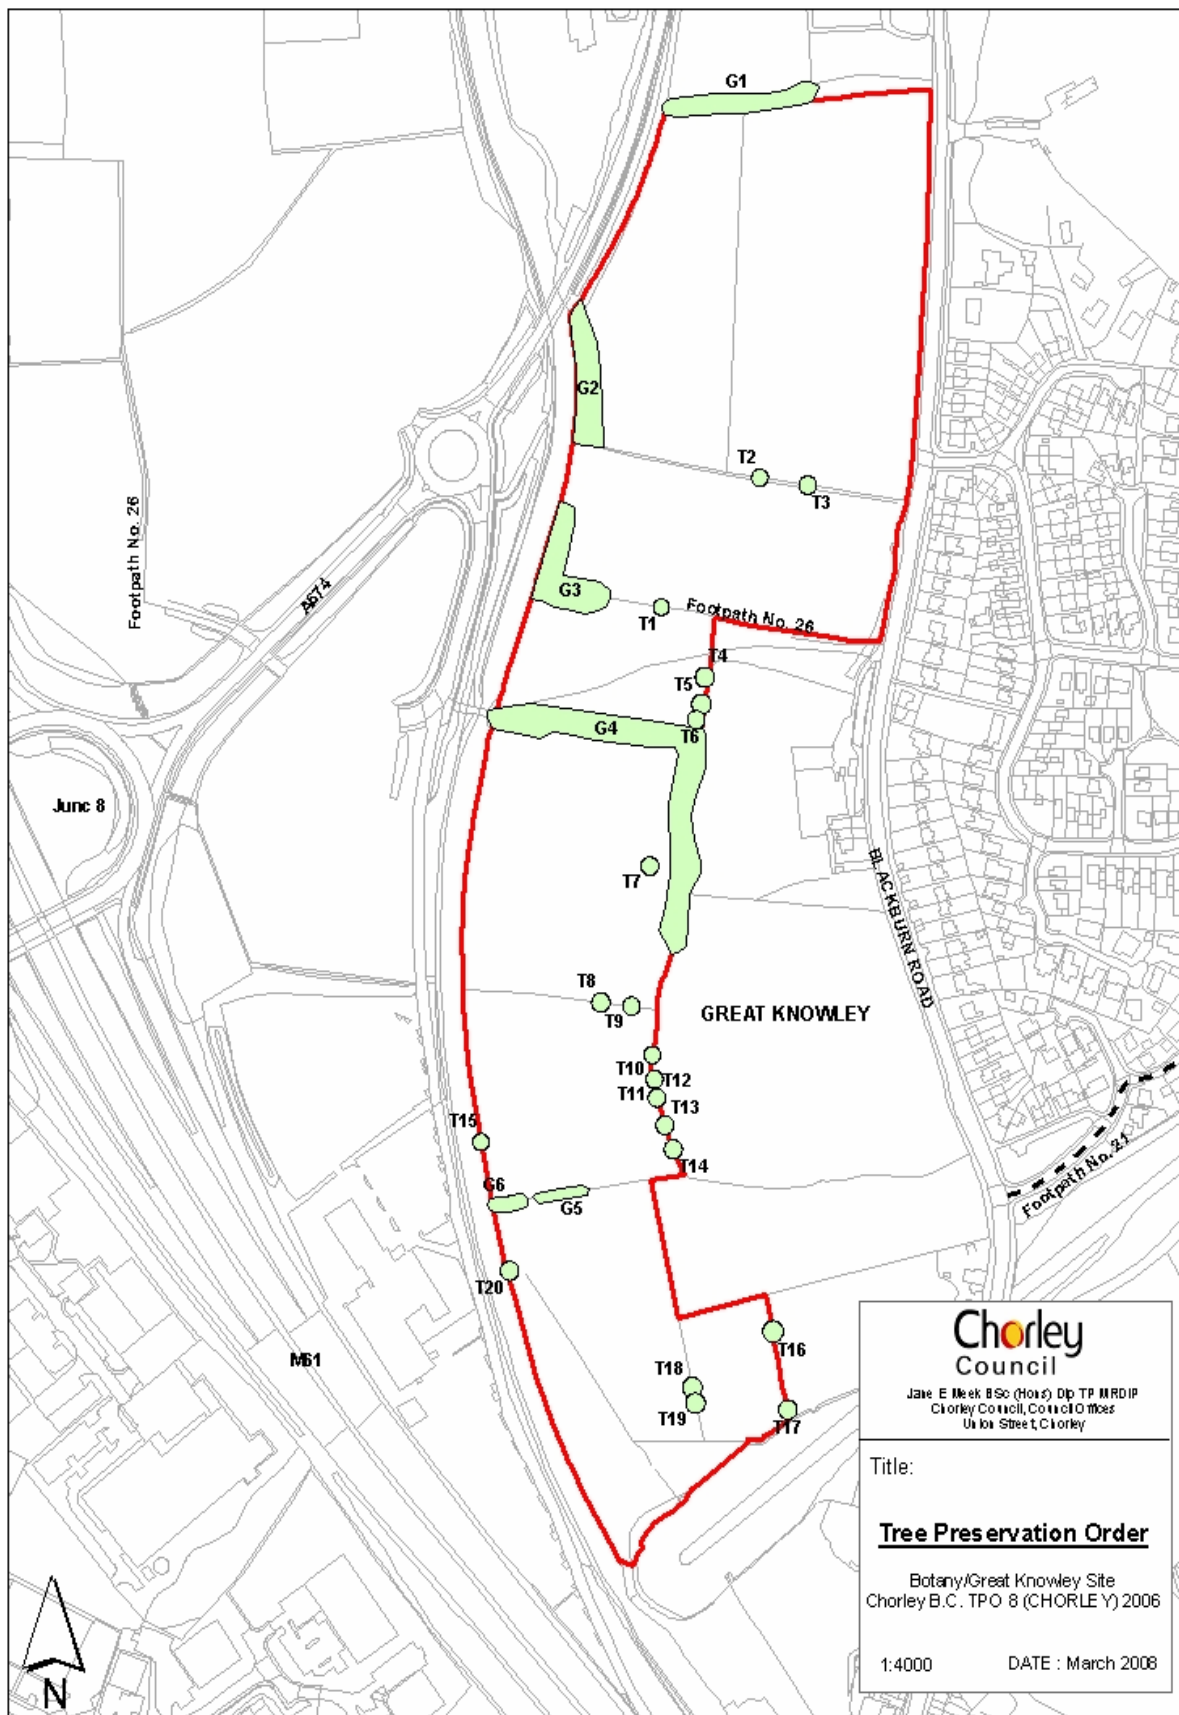 G1
G2
T2
T3
Footpath No. 26
A674
G3
T1
Footpath No. 26
T4
T5
G4
T6
Junc 8
T7
BLACKBURN ROAD
T8
T9
GREAT KNOWLEY
T10
T12
T11
T13
T15
T14
G6
G5
Footpath No. 21
T20
M61
T16
T18
T19
T17
Chorley
Council
Jane E Meek BSc (Hons) Dip TP MRDIP
Chorley Council, Council Offices
Union Street, Chorley
Title:
Tree Preservation Order
Botany/Great Knowley Site
Chorley B.C. TPO 8 (CHORLEY) 2006
1:4000 DATE : March 2008
N